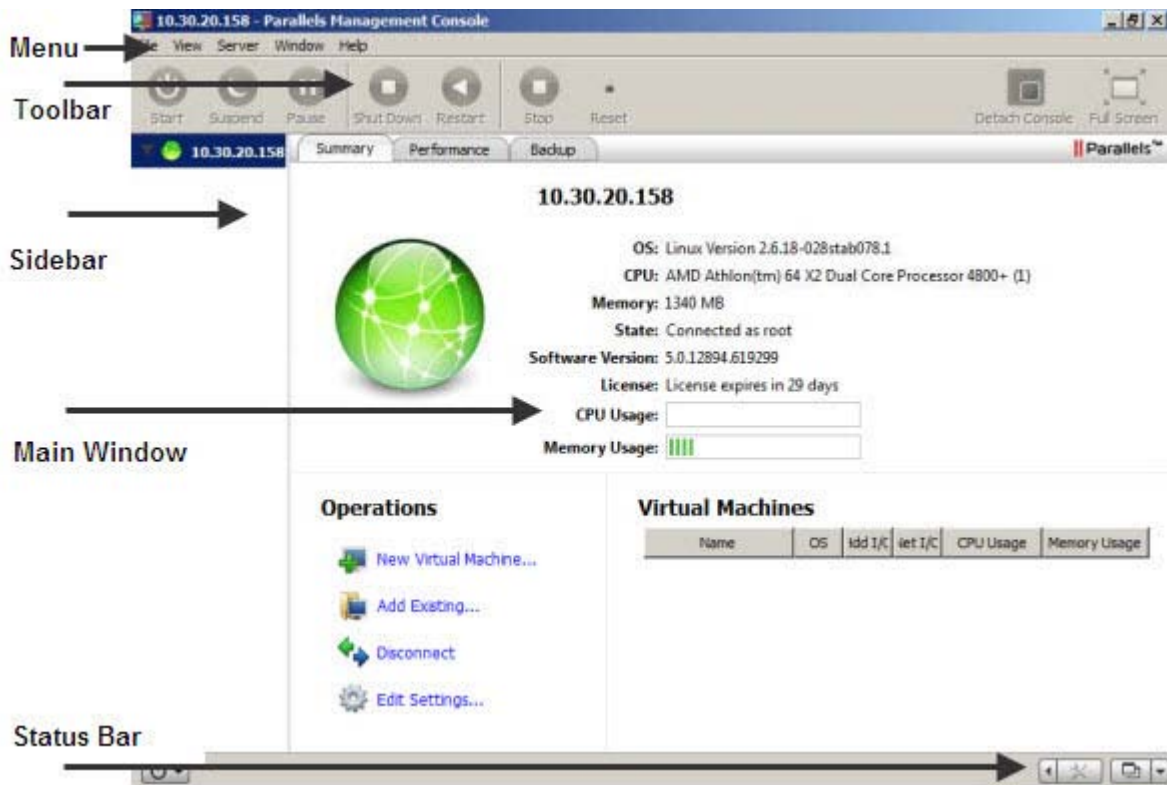 10.30.20.158 - Parallels Management Console
Menu
File View Server Window Help
Toolbar
Start Suspend Pause Shut Down Restart Stop Reset Detach Console Full Screen
10.30.20.158
Summary Performance Backup
Parallels™
Sidebar
10.30.20.158
OS: Linux Version 2.6.18-028stab078.1
CPU: AMD Athlon(tm) 64 X2 Dual Core Processor 4800+ (1)
Memory: 1340 MB
State: Connected as root
Software Version: 5.0.12894.619299
License: License expires in 29 days
CPU Usage:
Memory Usage:
Main Window
Operations
New Virtual Machine...
Add Existing...
Disconnect
Edit Settings...
Virtual Machines
Name OS CPU Usage Memory Usage
Status Bar